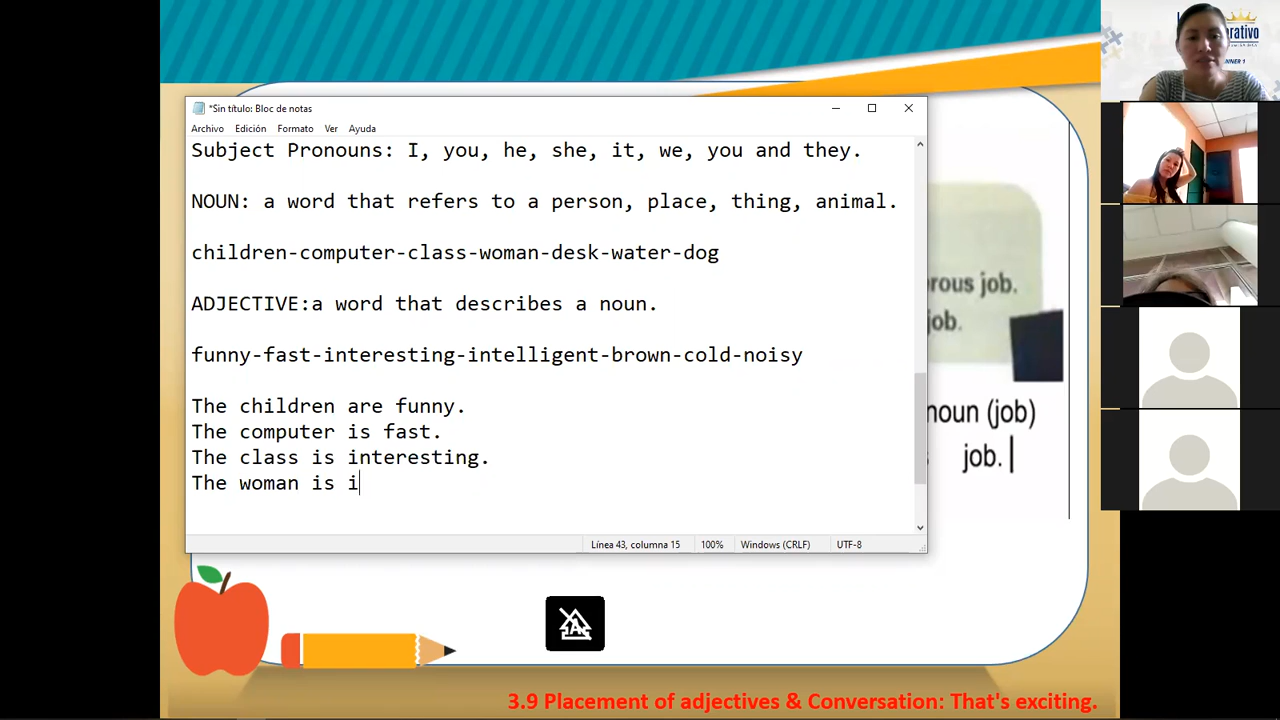 *Sin título: Bloc de notas
Archivo Edición Formato Ver Ayuda
Subject Pronouns: I, you, he, she, it, we, you and they.
NOUN: a word that refers to a person, place, thing, animal.
children-computer-class-woman-desk-water-dog
ADJECTIVE:a word that describes a noun.
funny-fast-interesting-intelligent-brown-cold-noisy
The children are funny.
The computer is fast.
The class is interesting.
The woman is i
Línea 43, columna 15 100% Windows (CRLF) UTF-8
rous job.
job.
noun (job)
job.
3.9 Placement of adjectives & Conversation: That's exciting.
rativo
NNER 1